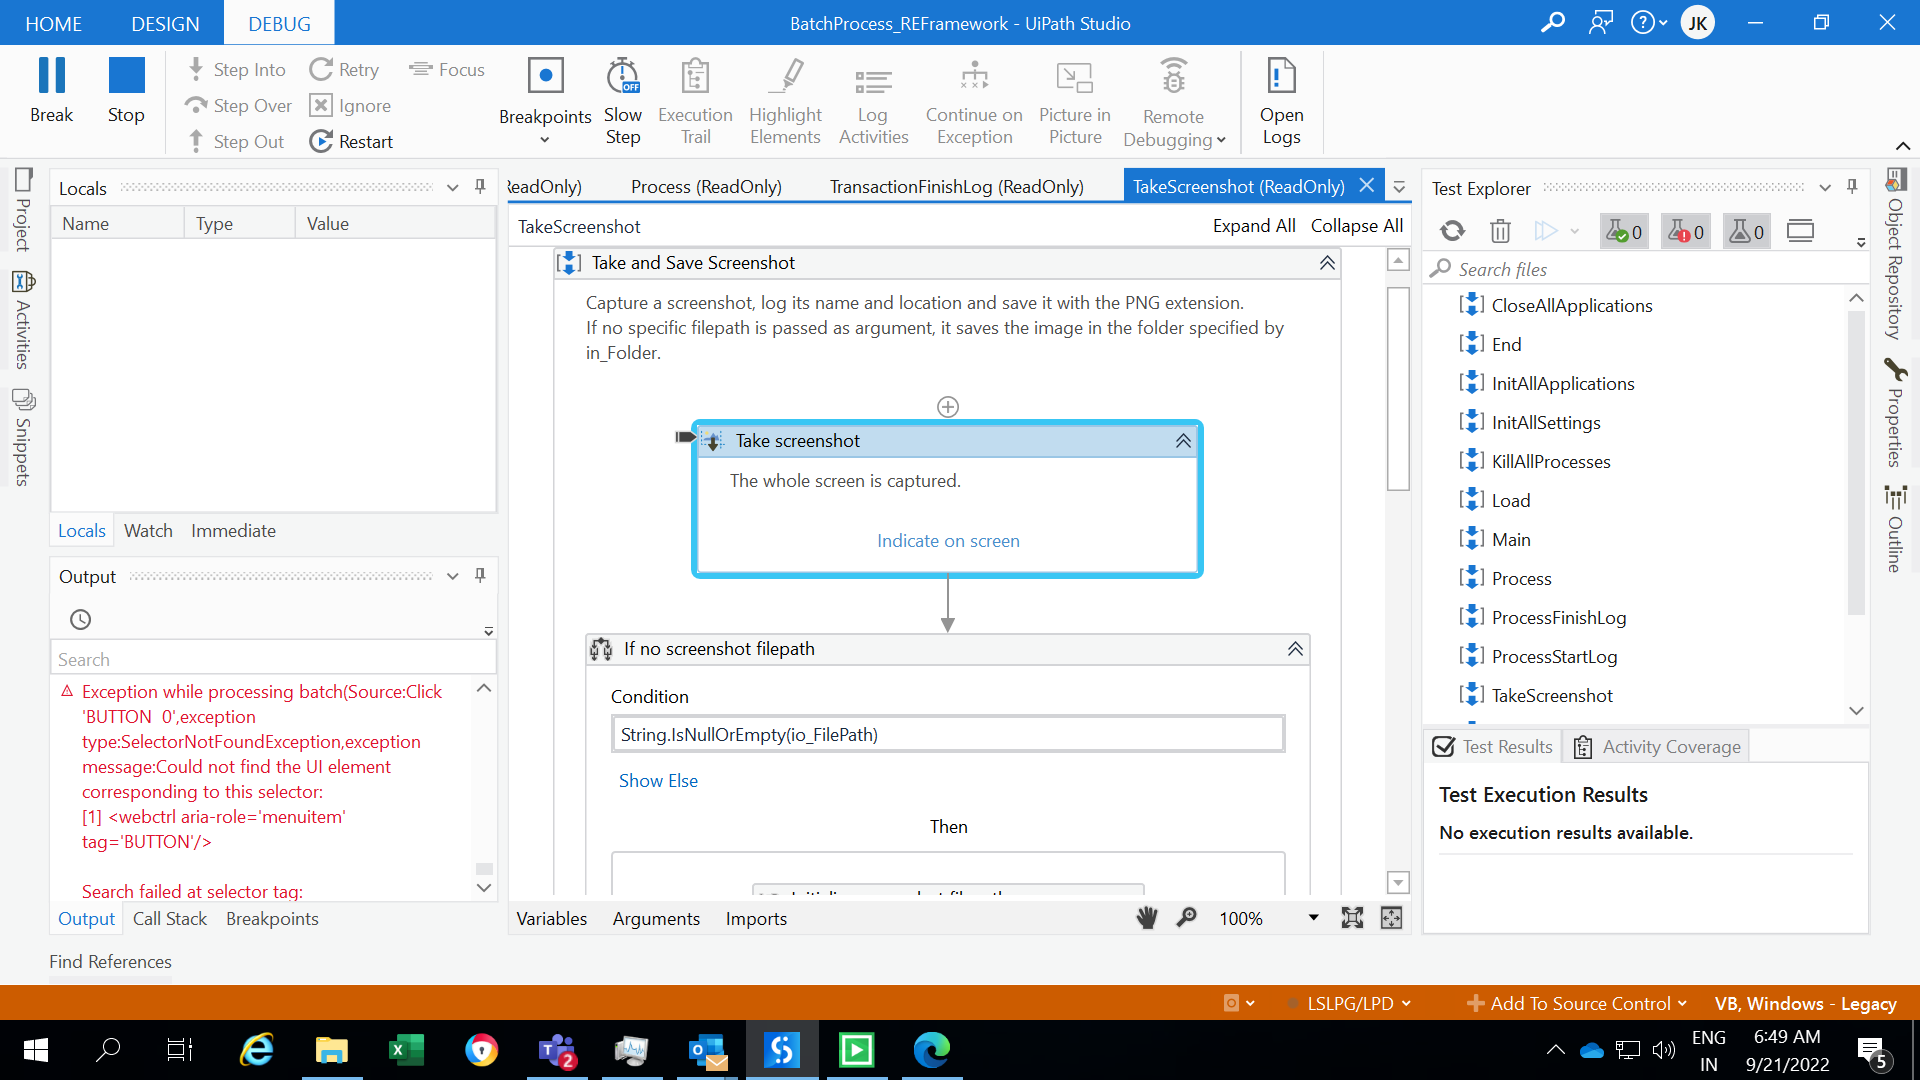 HOME DESIGN DEBUG
BatchProcess_REFramework - UiPath Studio
JK
Break
Stop
Step Into
Step Over
Step Out
Retry
Ignore
Restart
Focus
Breakpoints
Slow
Step
OFF
Execution
Trail
Highlight
Elements
Log
Activities
Continue on
Exception
Picture in
Picture
Remote
Debugging
Open
Logs
Project
Activities
Snippets
Locals
Name Type Value
Locals Watch Immediate
Output
Search
Exception while processing batch(Source:Click
'BUTTON  0',exception
type:SelectorNotFoundException,exception
message:Could not find the UI element
corresponding to this selector:
[1] <webctrl aria-role='menuitem'
tag='BUTTON'/>
Search failed at selector tag:
Output Call Stack Breakpoints
Find References
ReadOnly) Process (ReadOnly) TransactionFinishLog (ReadOnly) TakeScreenshot (ReadOnly)
TakeScreenshot
Expand All Collapse All
Take and Save Screenshot
Capture a screenshot, log its name and location and save it with the PNG extension.
If no specific filepath is passed as argument, it saves the image in the folder specified by
in_Folder.
Take screenshot
The whole screen is captured.
Indicate on screen
If no screenshot filepath
Condition
String.IsNullOrEmpty(io_FilePath)
Show Else
Then
Variables Arguments Imports
100%
Test Explorer
0 0 0
Search files
CloseAllApplications
End
InitAllApplications
InitAllSettings
KillAllProcesses
Load
Main
Process
ProcessFinishLog
ProcessStartLog
TakeScreenshot
Test Results Activity Coverage
Test Execution Results
No execution results available.
Object Repository
Properties
Outline
LSLPG/LPD
Add To Source Control
VB, Windows - Legacy
2
ENG
IN
6:49 AM
9/21/2022
5